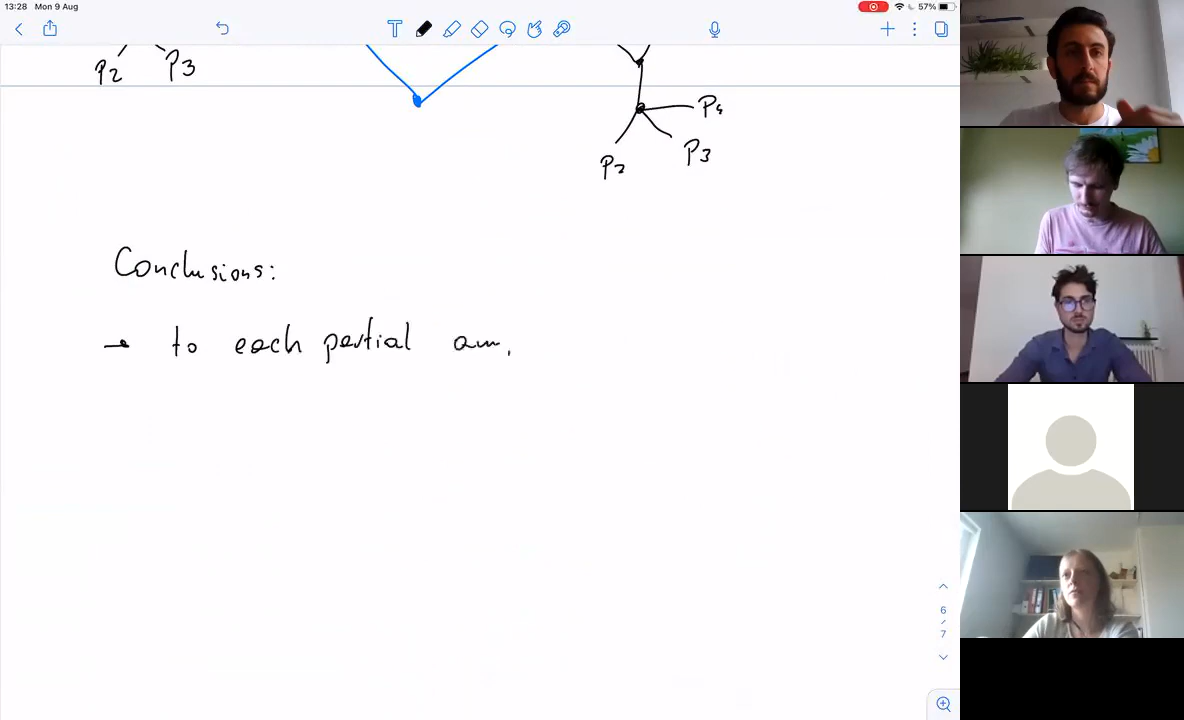 13:28 Mon 9 Aug
57%
P2 P3
P4
P2 P3
Conclusions:
→ to each partial am.
6
7